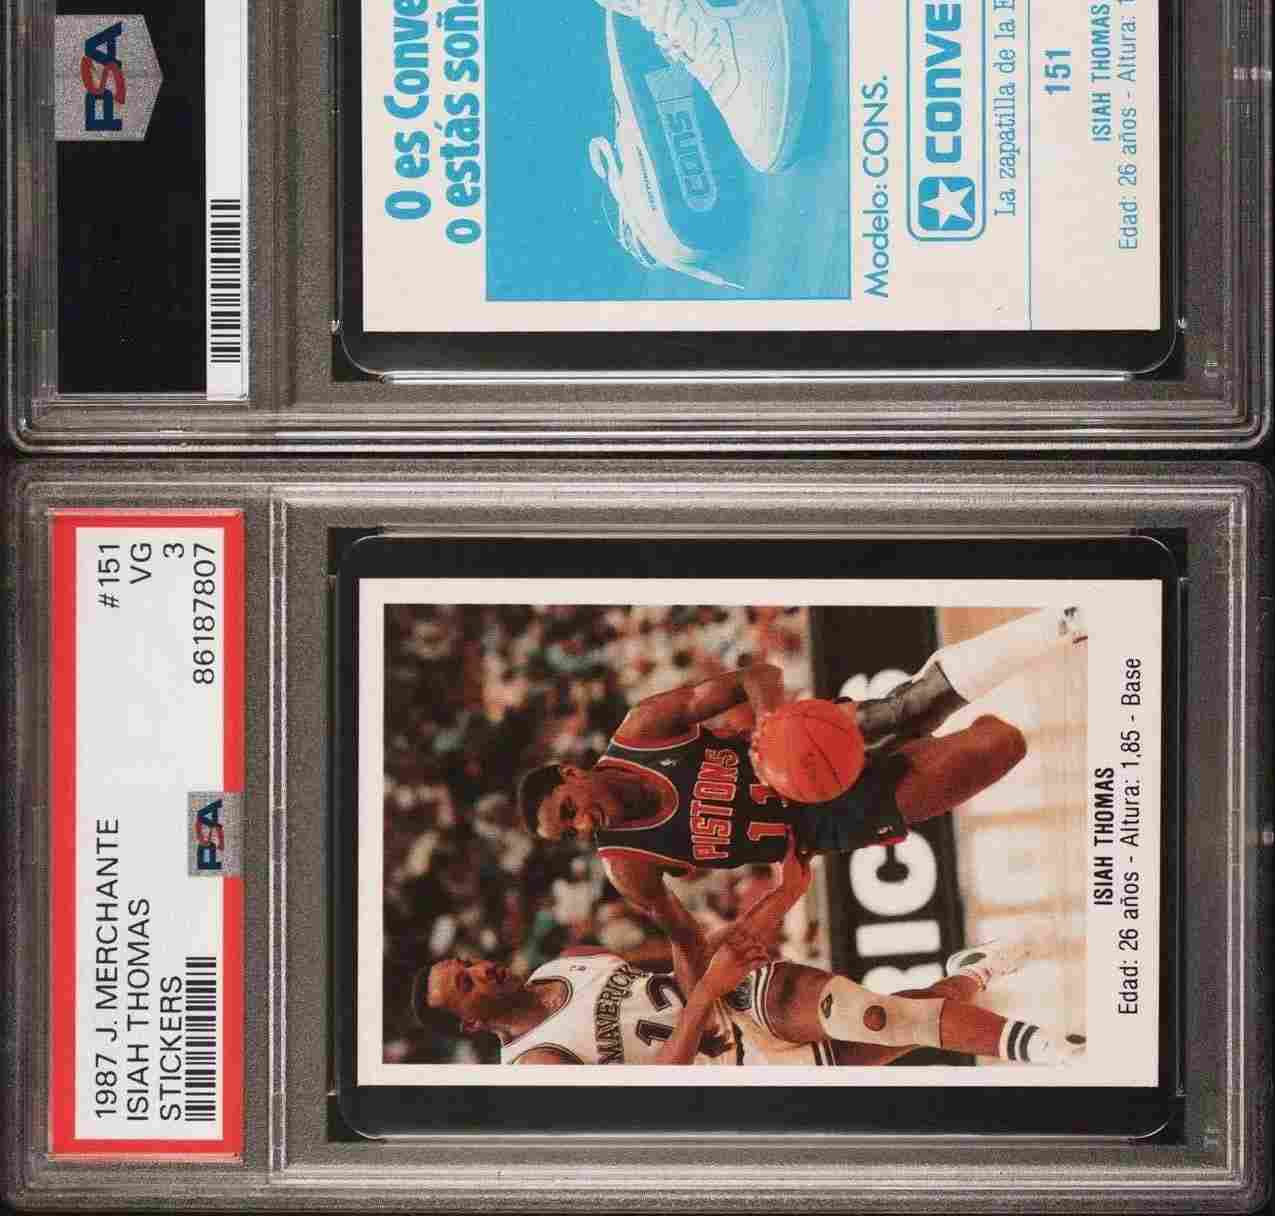 PSA
O es Conve
o estás soña
CONS
Modelo: CONS.
CONVE
La zapatilla de la
151
ISIAH THOMAS
Edad: 26 años - Altura: 1
1987 J. MERCHANTE
#151
ISIAH THOMAS
VG
STICKERS
3
86187807
PSA
PISTONS
11
MAVERICKS
12
RICS
ISIAH THOMAS
Edad: 26 años - Altura: 1,85 - Base